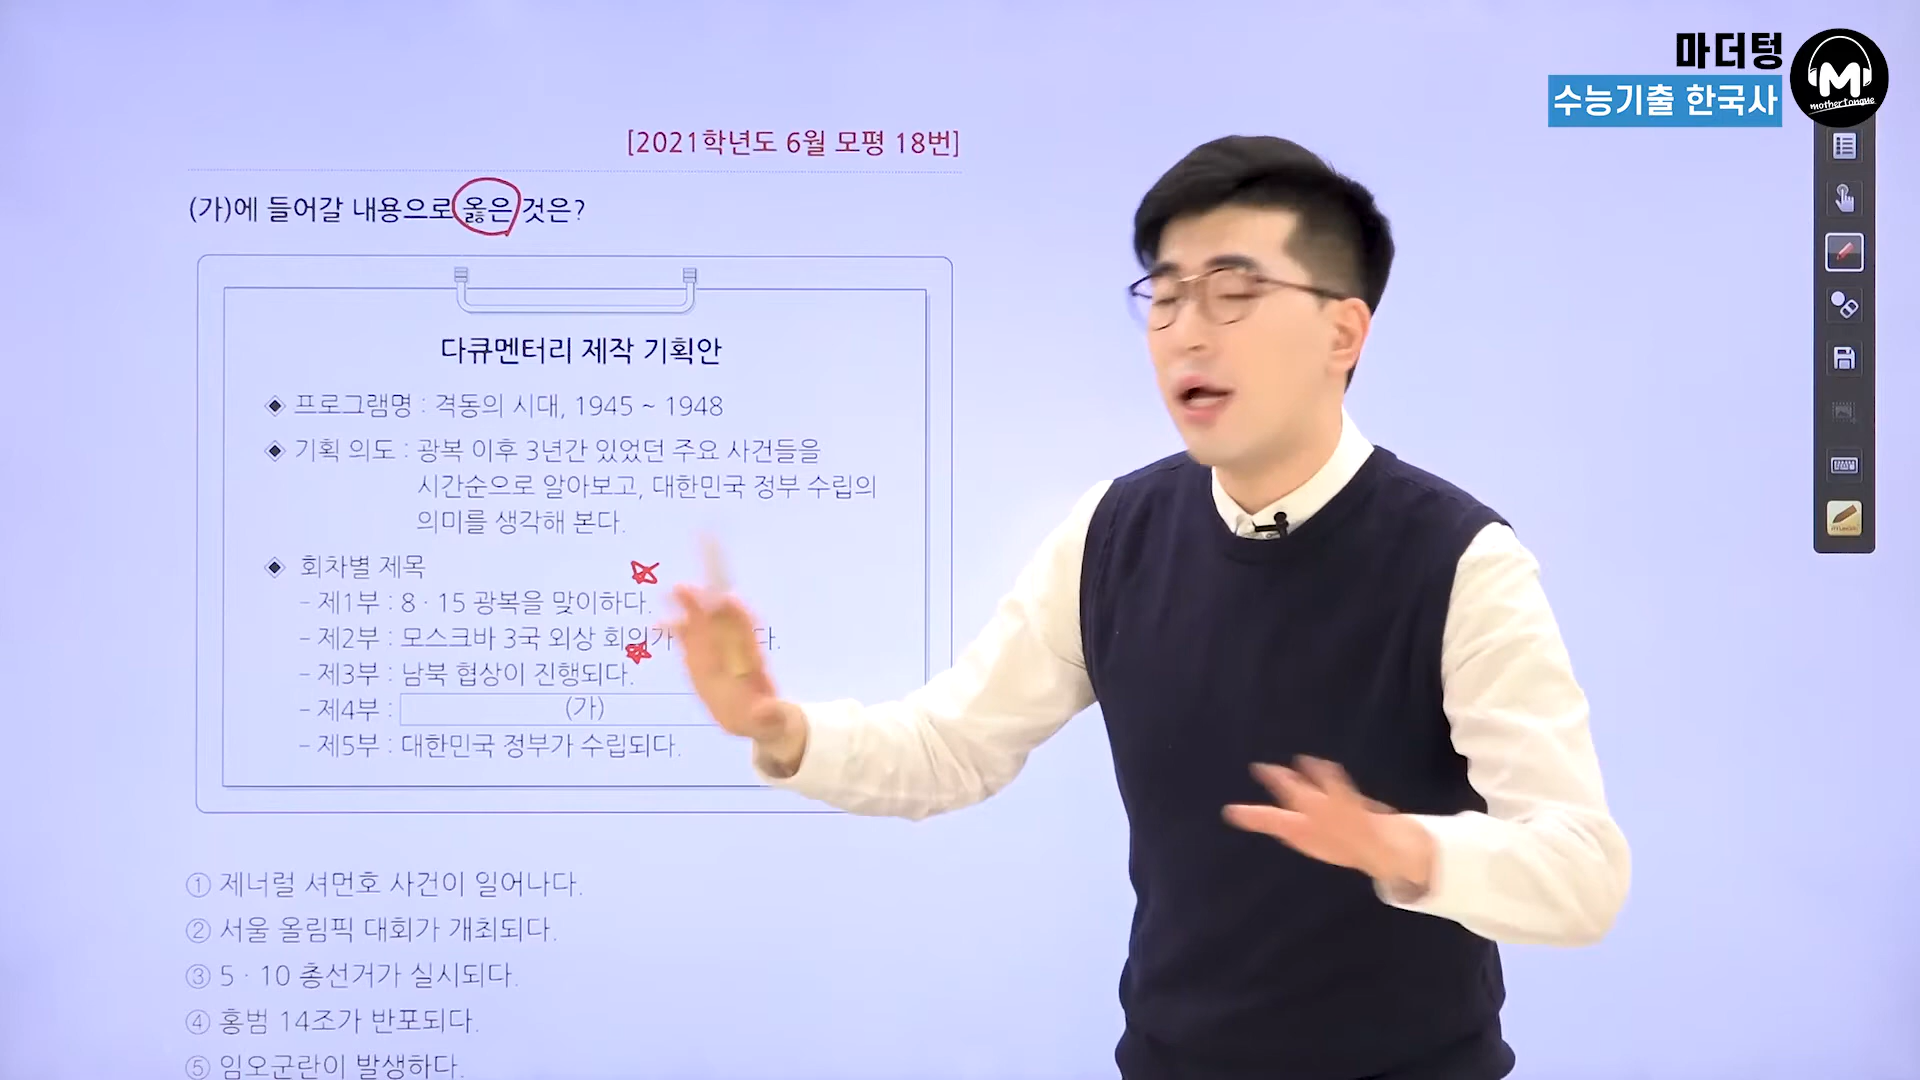 마더텅
수능기출 한국사
M
mothertongue
[2021학년도 6월 모평 18번]
(가)에 들어갈 내용으로 옳은 것은?
다큐멘터리 제작 기획안
◈ 프로그램명 : 격동의 시대, 1945 ~ 1948
◈ 기획 의도 : 광복 이후 3년간 있었던 주요 사건들을
시간순으로 알아보고, 대한민국 정부 수립의
의미를 생각해 본다.
◈ 회차별 제목
– 제1부 : 8 · 15 광복을 맞이하다.
– 제2부 : 모스크바 3국 외상 회의가 다.
– 제3부 : 남북 협상이 진행되다.
– 제4부 : (가)
– 제5부 : 대한민국 정부가 수립되다.
① 제너럴 셔먼호 사건이 일어나다.
② 서울 올림픽 대회가 개최되다.
③ 5 · 10 총선거가 실시되다.
④ 홍범 14조가 반포되다.
⑤ 임오군란이 발생하다.